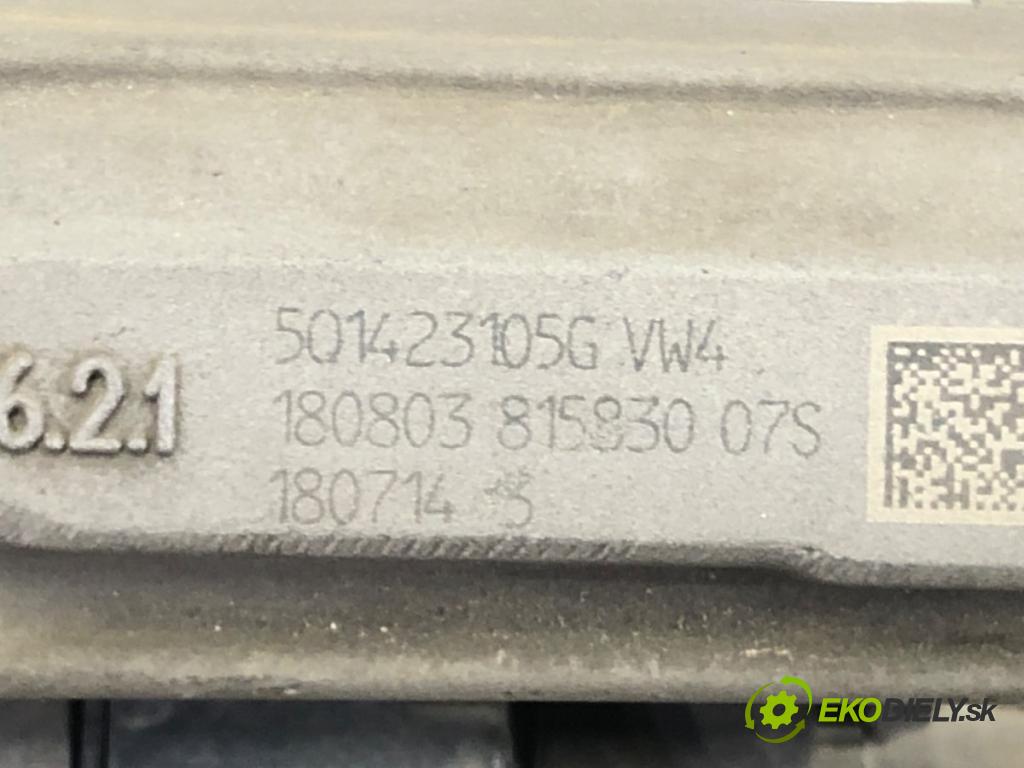 5Q1423105G VW4
6.2.1
180803 815830 07S
180714
EKODIELY.sk